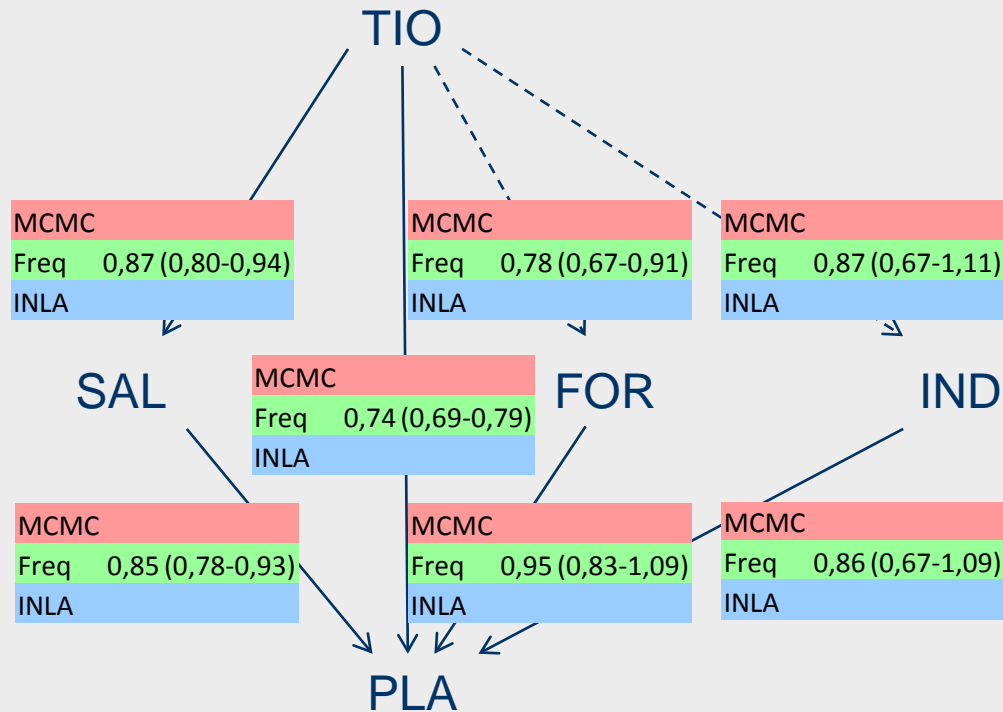 TIO
MCMC
Freq 0,87 (0,80-0,94)
INLA
MCMC
Freq 0,78 (0,67-0,91)
INLA
MCMC
Freq 0,87 (0,67-1,11)
INLA
SAL
MCMC
Freq 0,74 (0,69-0,79)
INLA
FOR
IND
MCMC
Freq 0,85 (0,78-0,93)
INLA
MCMC
Freq 0,95 (0,83-1,09)
INLA
MCMC
Freq 0,86 (0,67-1,09)
INLA
PLA